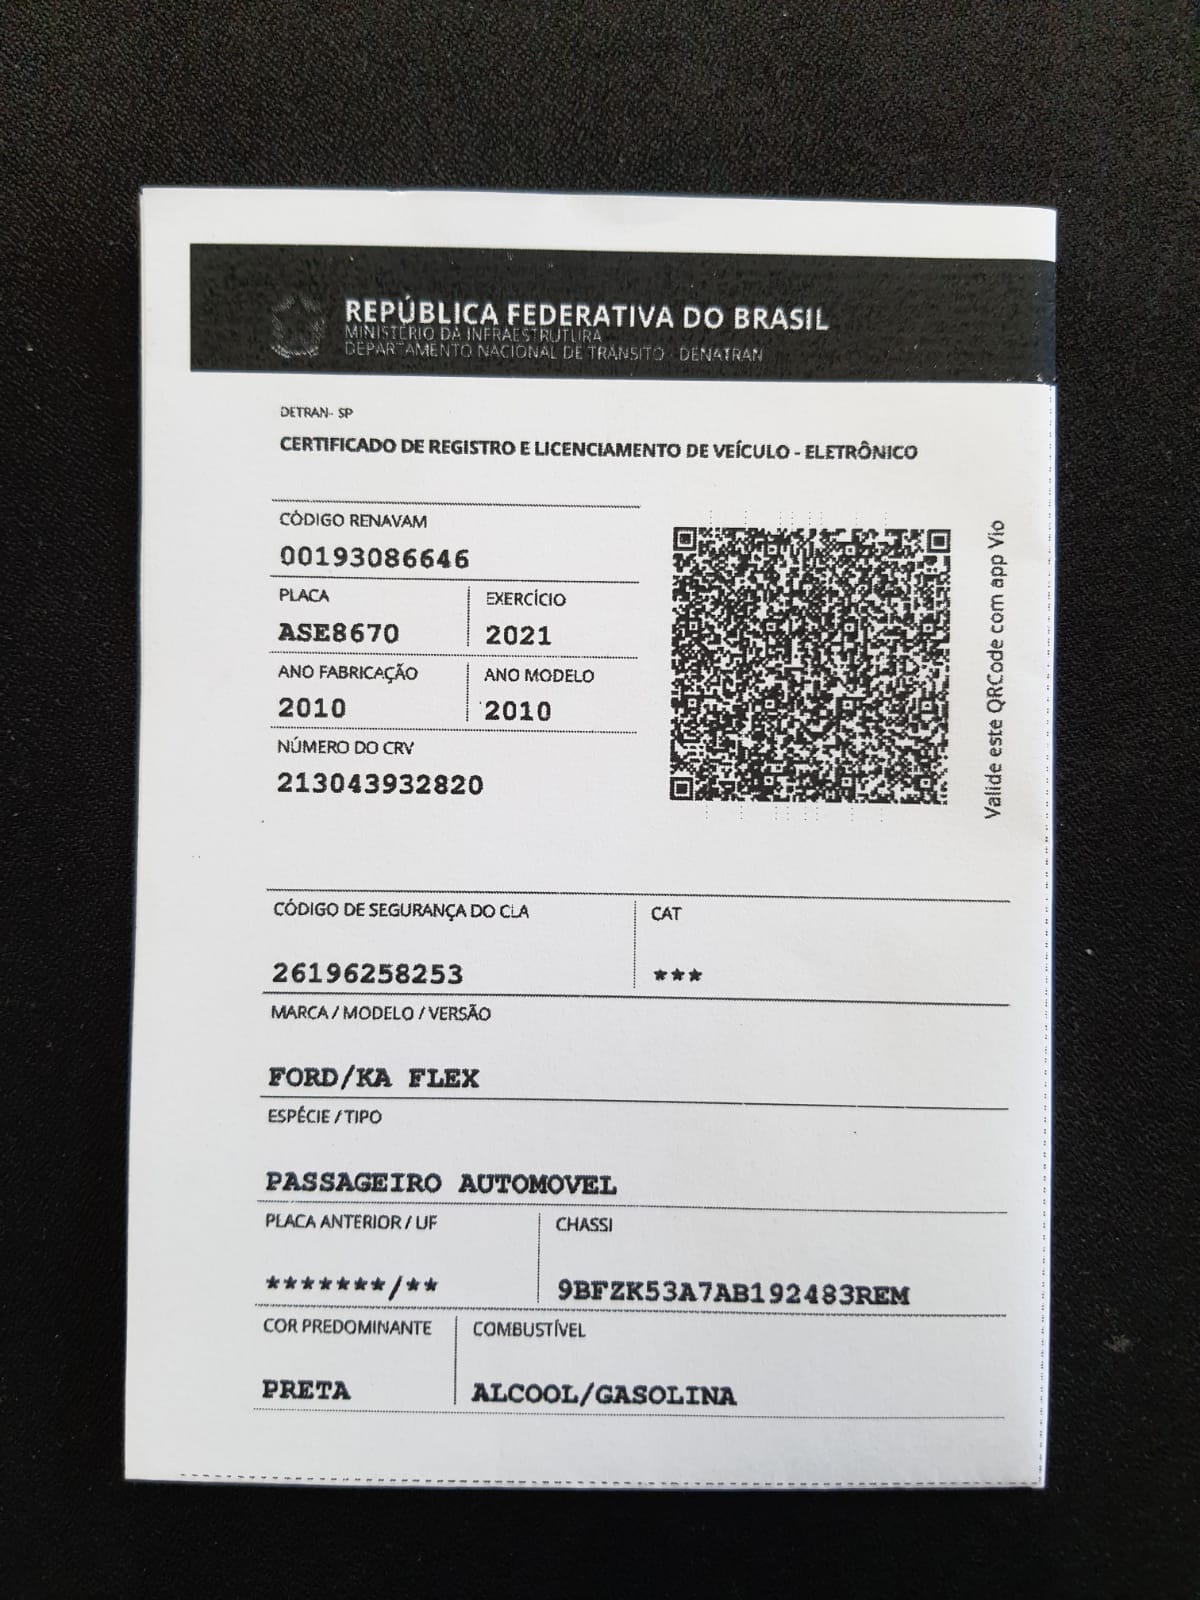 REPÚBLICA FEDERATIVA DO BRASIL
MINISTÉRIO DA INFRAESTRUTURA
DEPARTAMENTO NACIONAL DE TRÂNSITO - DENATRAN
DETRAN- SP
CERTIFICADO DE REGISTRO E LICENCIAMENTO DE VEÍCULO - ELETRÔNICO
CÓDIGO RENAVAM
00193086646
PLACA EXERCÍCIO
ASE8670 2021
ANO FABRICAÇÃO ANO MODELO
2010 2010
NÚMERO DO CRV
213043932820
Valide este QRCode com app Vio
CÓDIGO DE SEGURANÇA DO CLA CAT
26196258253 ***
MARCA / MODELO / VERSÃO
FORD/KA FLEX
ESPÉCIE / TIPO
PASSAGEIRO AUTOMOVEL
PLACA ANTERIOR / UF CHASSI
*******/** 9BFZK53A7AB192483REM
COR PREDOMINANTE COMBUSTÍVEL
PRETA ALCOOL/GASOLINA